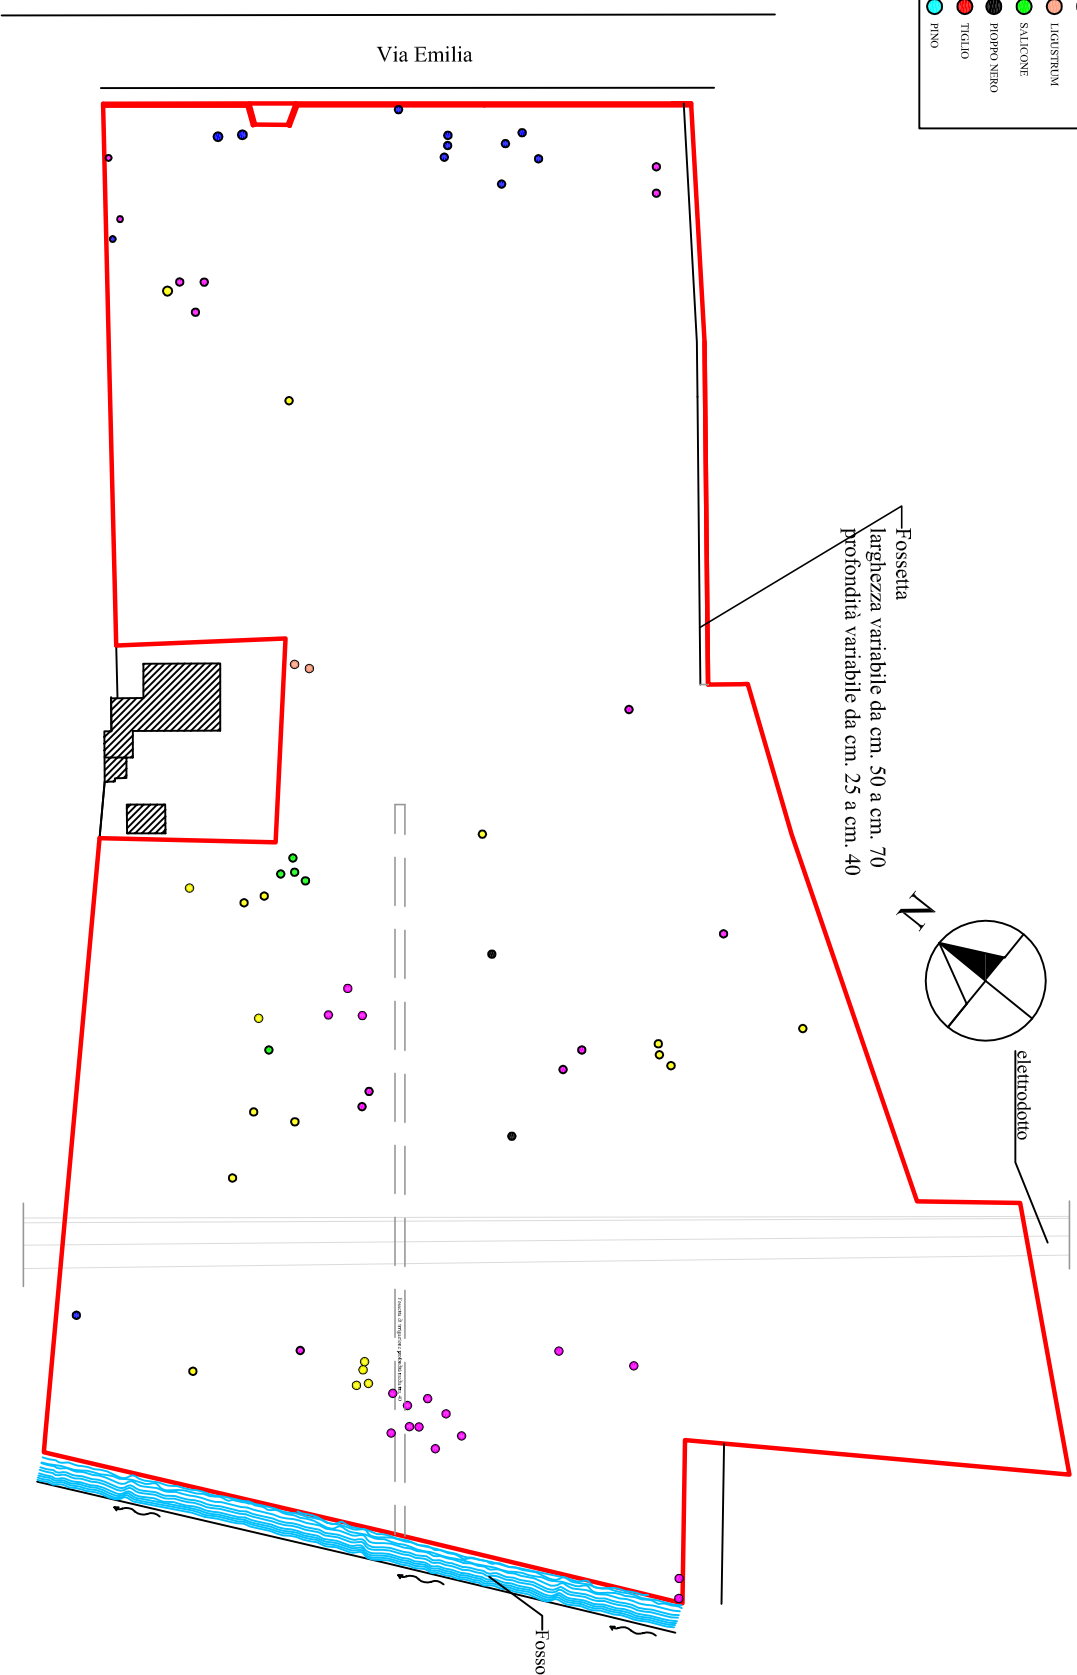 Via Emilia
LIGUSTRUM
SALICONE
PIOPPO NERO
TIGLIO
PINO
Fossetta
larghezza variabile da cm. 50 a cm. 70
profondità variabile da cm. 25 a cm. 40
N
elettrodotto
Fosso